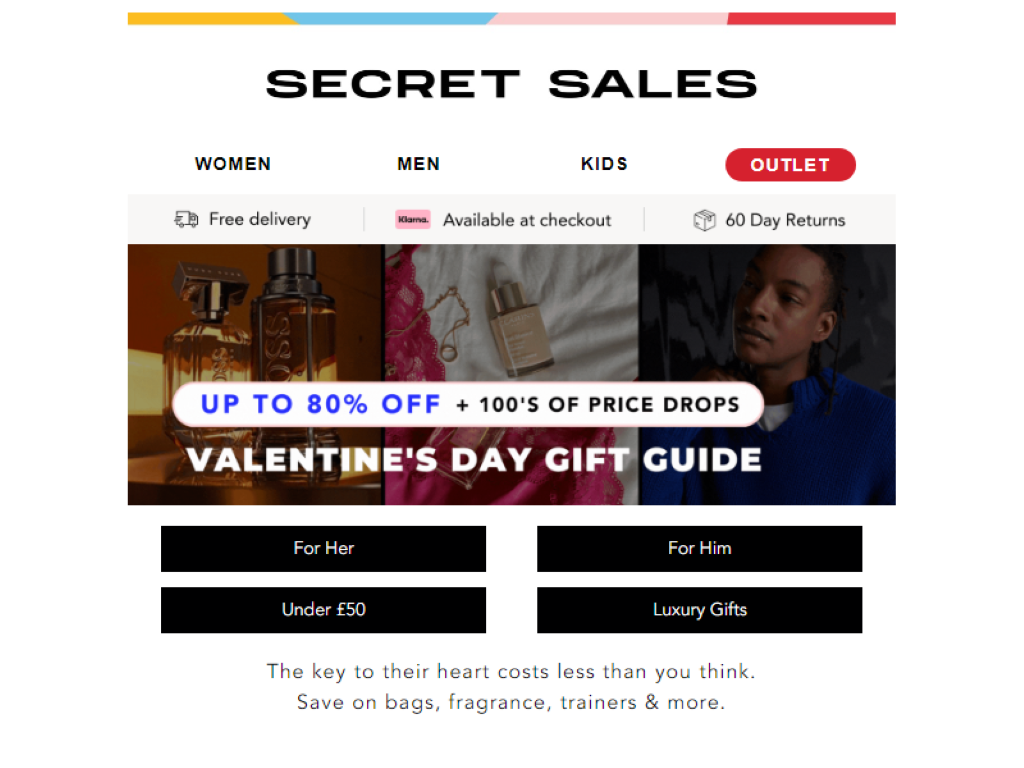 SECRET SALES
WOMEN MEN KIDS OUTLET
Free delivery Klarna. Available at checkout 60 Day Returns
BOSS
UP TO 80% OFF + 100'S OF PRICE DROPS
VALENTINE'S DAY GIFT GUIDE
For Her For Him
Under £50 Luxury Gifts
The key to their heart costs less than you think.
Save on bags, fragrance, trainers & more.